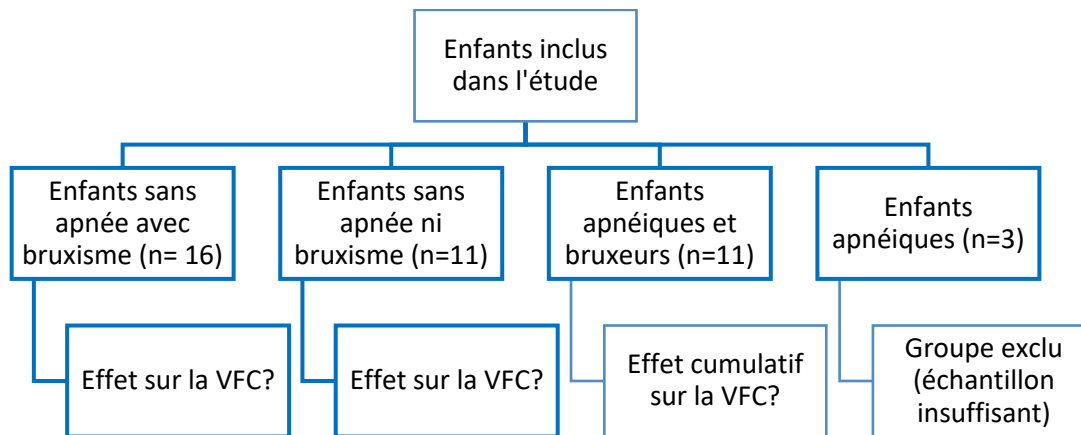 Enfants inclus
dans l'étude
Enfants sans
apnée avec
bruxisme (n= 16)
Enfants sans
apnée ni
bruxisme (n=11)
Enfants
apnéiques et
bruxeurs (n=11)
Enfants
apnéiques (n=3)
Effet sur la VFC?
Effet sur la VFC?
Effet cumulatif
sur la VFC?
Groupe exclu
(échantillon
insuffisant)